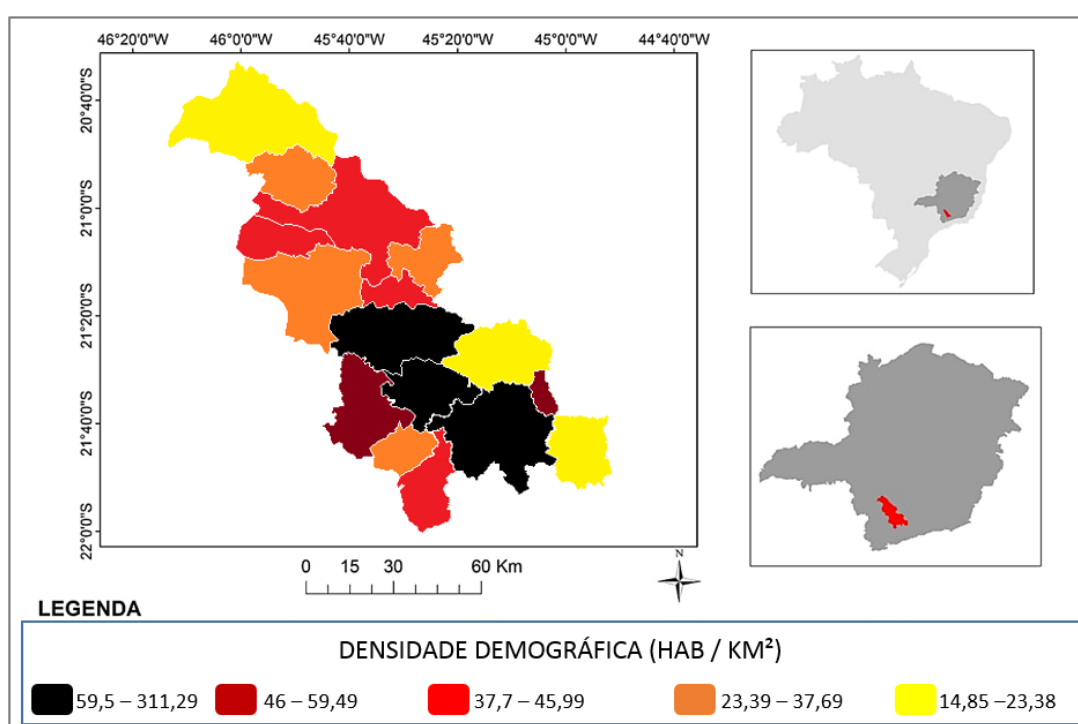 46°20'0"W 46°0'0"W 45°40'0"W 45°20'0"W 45°0'0"W 44°40'0"W
20°40'0"S
21°0'0"S
21°20'0"S
21°40'0"S
22°0'0"S
0 15 30 60 Km
N
LEGENDA
DENSIDADE DEMOGRÁFICA (HAB / KM²)
59,5 – 311,29 46 – 59,49 37,7 – 45,99 23,39 – 37,69 14,85 –23,38